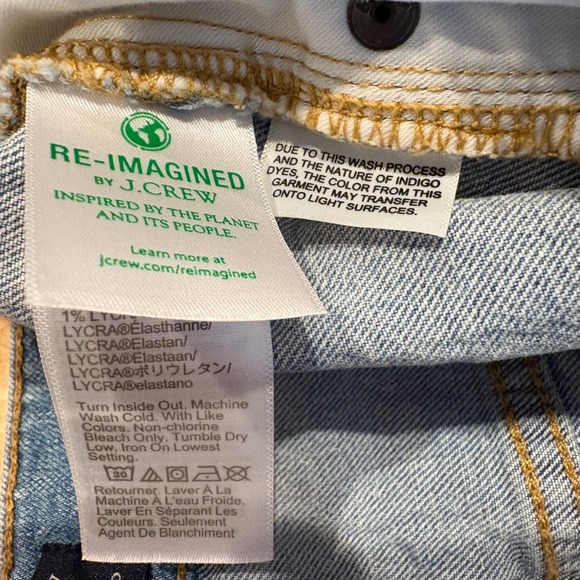 RE-IMAGINED
BY J.CREW
INSPIRED BY THE PLANET
AND ITS PEOPLE.
Learn more at
jcrew.com/reimagined
DUE TO THIS WASH PROCESS
AND THE NATURE OF INDIGO
DYES, THE COLOR FROM THIS
GARMENT MAY TRANSFER
ONTO LIGHT SURFACES.
1% LYC
LYCRA®Élasthanne/
LYCRA®Elastan/
LYCRA®Elastaan/
LYCRA®ポリウレタン/
LYCRA®elastano
Turn Inside Out. Machine
Wash Cold. With Like
Colors. Non-chlorine
Bleach Only. Tumble Dry
Low. Iron on Lowest
Setting.
30
Retourner. Laver À La
Machine À L'eau Froide.
Laver En Séparant Les
Couleurs. Seulement
Agent De Blanchiment